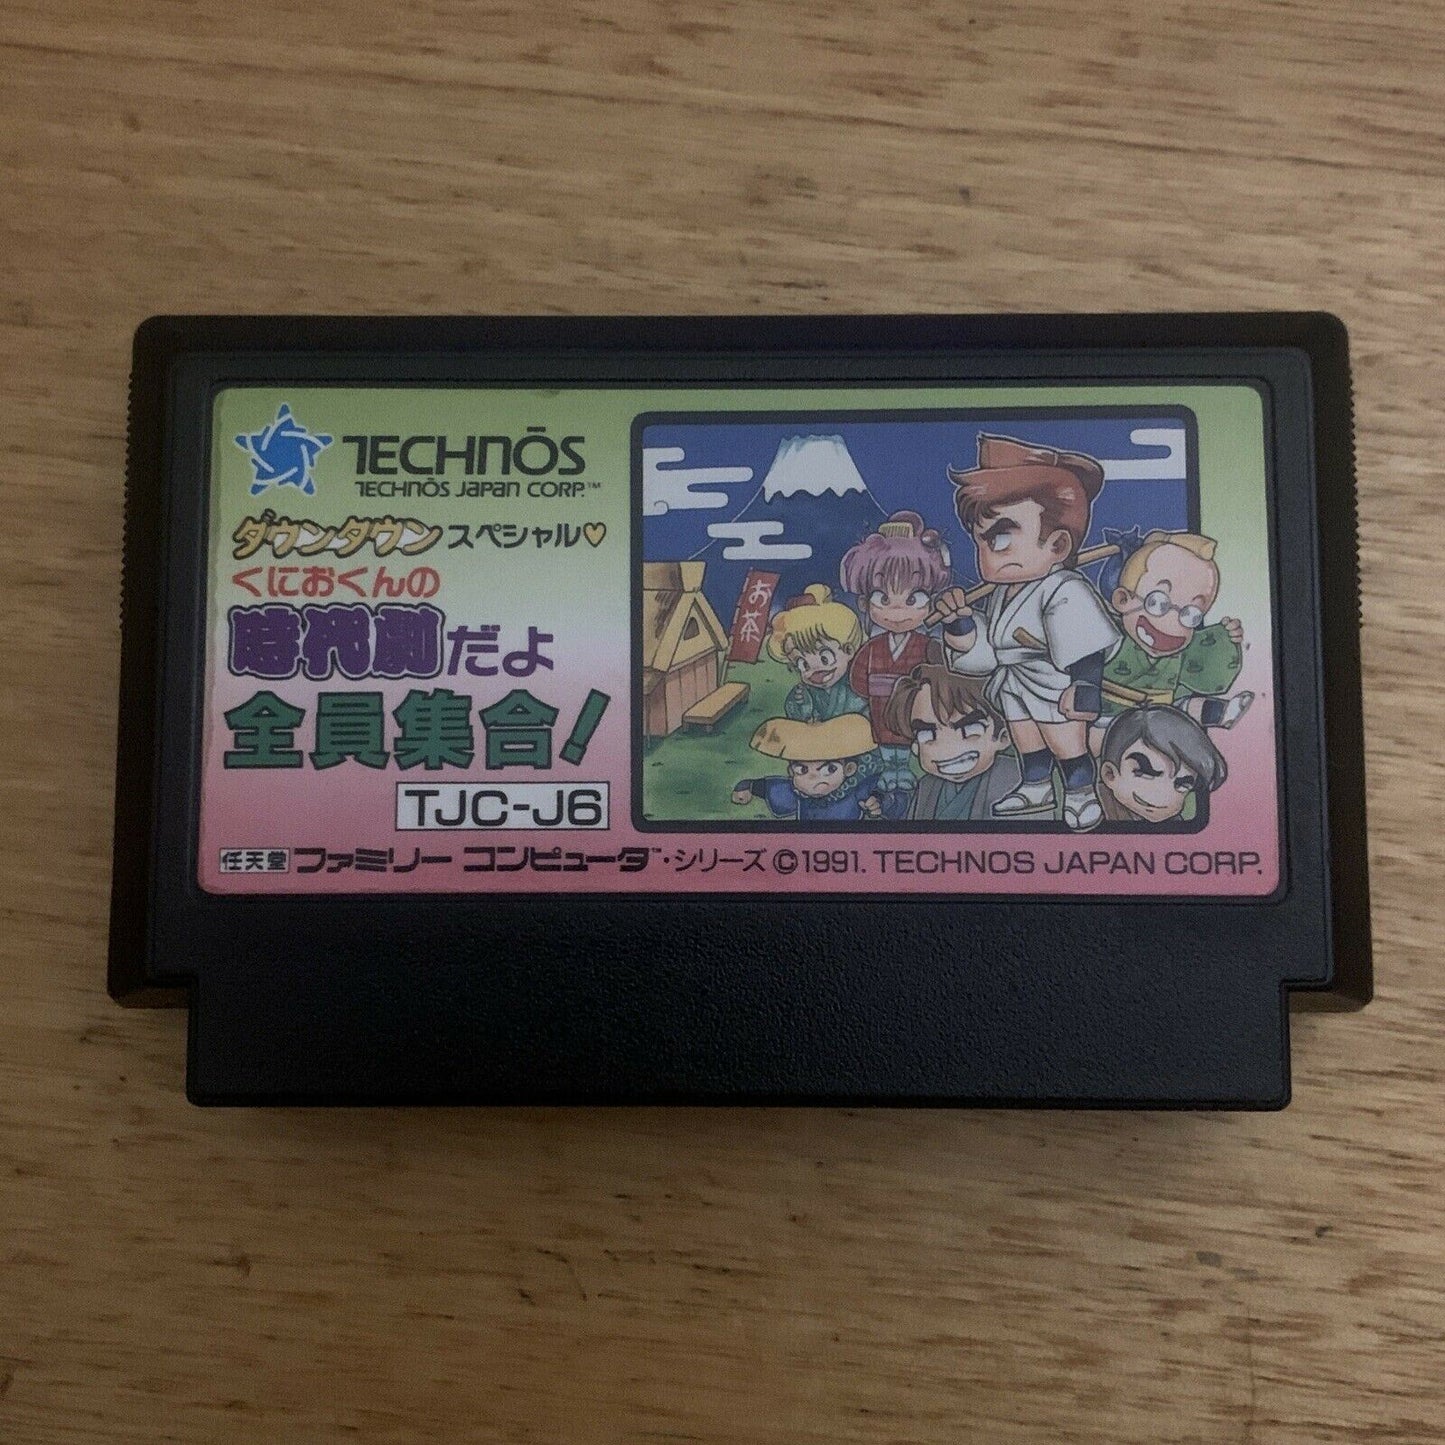 TECHNŌS
TECHNŌS JAPAN CORP.™
ダウンタウンスペシャル♡
くにおくんの
時代劇だよ
全員集合!
TJC-J6
お茶
任天堂 ファミリー コンピュータ™・シリーズ ©1991. TECHNOS JAPAN CORP.